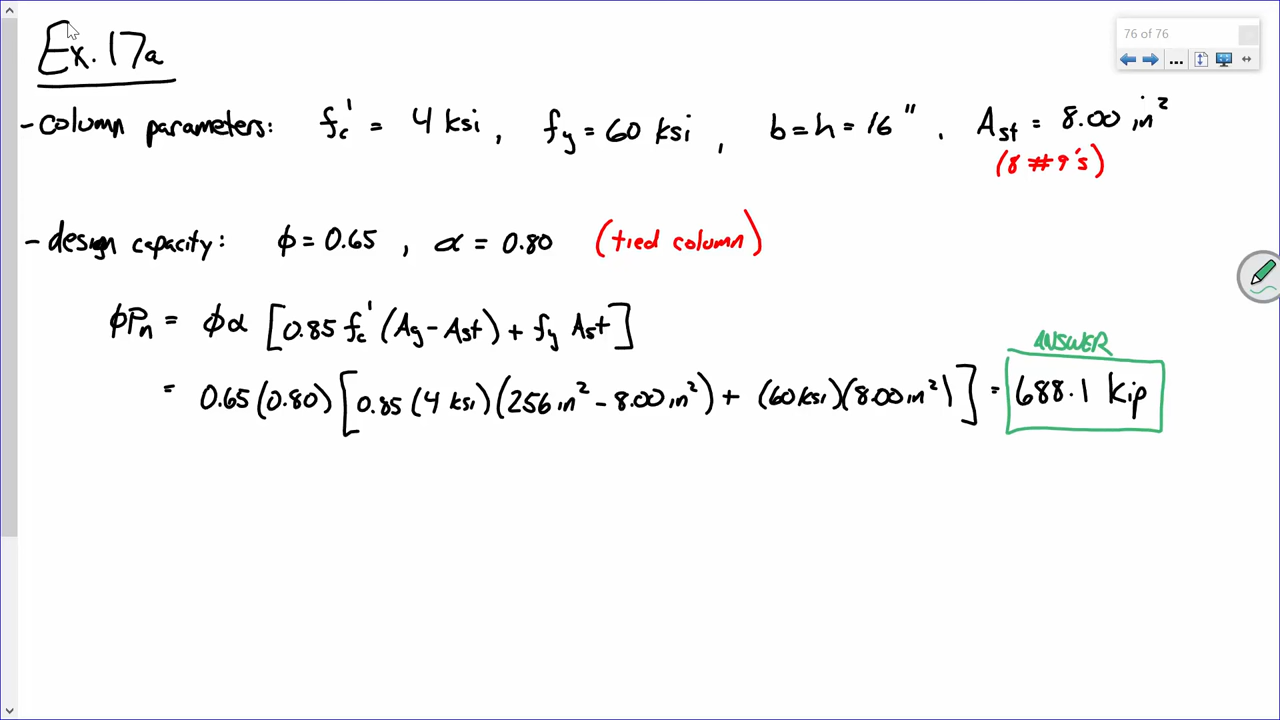 76 of 76
Ex. 17a
- column parameters: fc' = 4 ksi, fy = 60 ksi, b = h = 16", Ast = 8.00 in²
(8 #9's)
- design capacity: ϕ = 0.65, α = 0.80 (tied column)
ϕPn = ϕα [0.85 fc' (Ag - Ast) + fy Ast]
ANSWER
= 0.65 (0.80) [0.85 (4 ksi) (256 in² - 8.00 in²) + (60 ksi) (8.00 in²)] = 688.1 kip